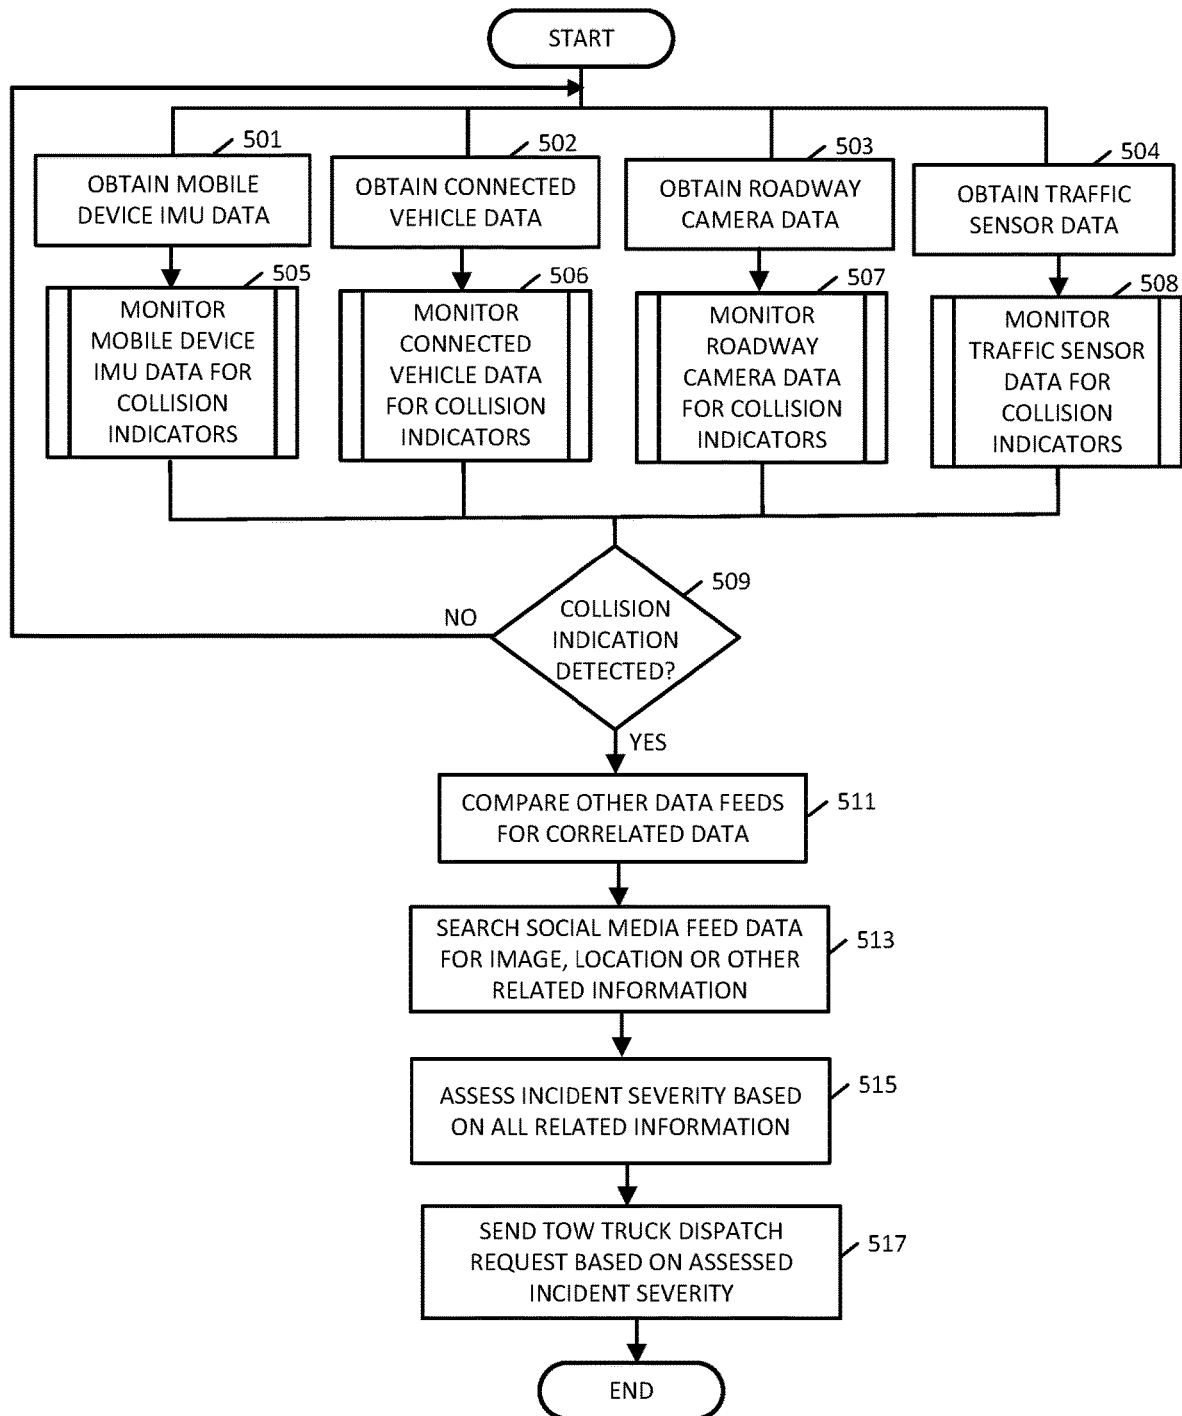 START
501
OBTAIN MOBILE
DEVICE IMU DATA
502
OBTAIN CONNECTED
VEHICLE DATA
503
OBTAIN ROADWAY
CAMERA DATA
504
OBTAIN TRAFFIC
SENSOR DATA
505
MONITOR
MOBILE DEVICE
IMU DATA FOR
COLLISION
INDICATORS
506
MONITOR
CONNECTED
VEHICLE DATA
FOR COLLISION
INDICATORS
507
MONITOR
ROADWAY
CAMERA DATA
FOR COLLISION
INDICATORS
508
MONITOR
TRAFFIC SENSOR
DATA FOR
COLLISION
INDICATORS
509
COLLISION
INDICATION
DETECTED?
NO
YES
COMPARE OTHER DATA FEEDS
FOR CORRELATED DATA
511
SEARCH SOCIAL MEDIA FEED DATA
FOR IMAGE, LOCATION OR OTHER
RELATED INFORMATION
513
ASSESS INCIDENT SEVERITY BASED
ON ALL RELATED INFORMATION
515
SEND TOW TRUCK DISPATCH
REQUEST BASED ON ASSESSED
INCIDENT SEVERITY
517
END